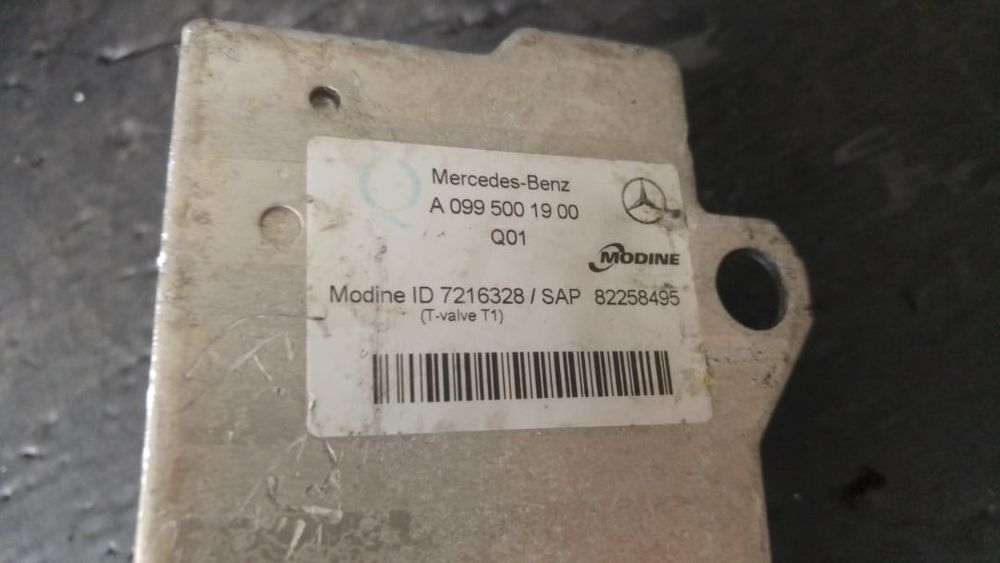 Mercedes-Benz
A 099 500 19 00
Q01
MODINE
Modine ID 7216328 / SAP 82258495
(T-valve T1)